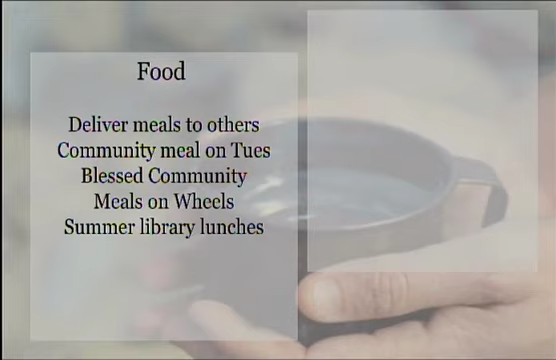 Food
Deliver meals to others
Community meal on Tues
Blessed Community
Meals on Wheels
Summer library lunches